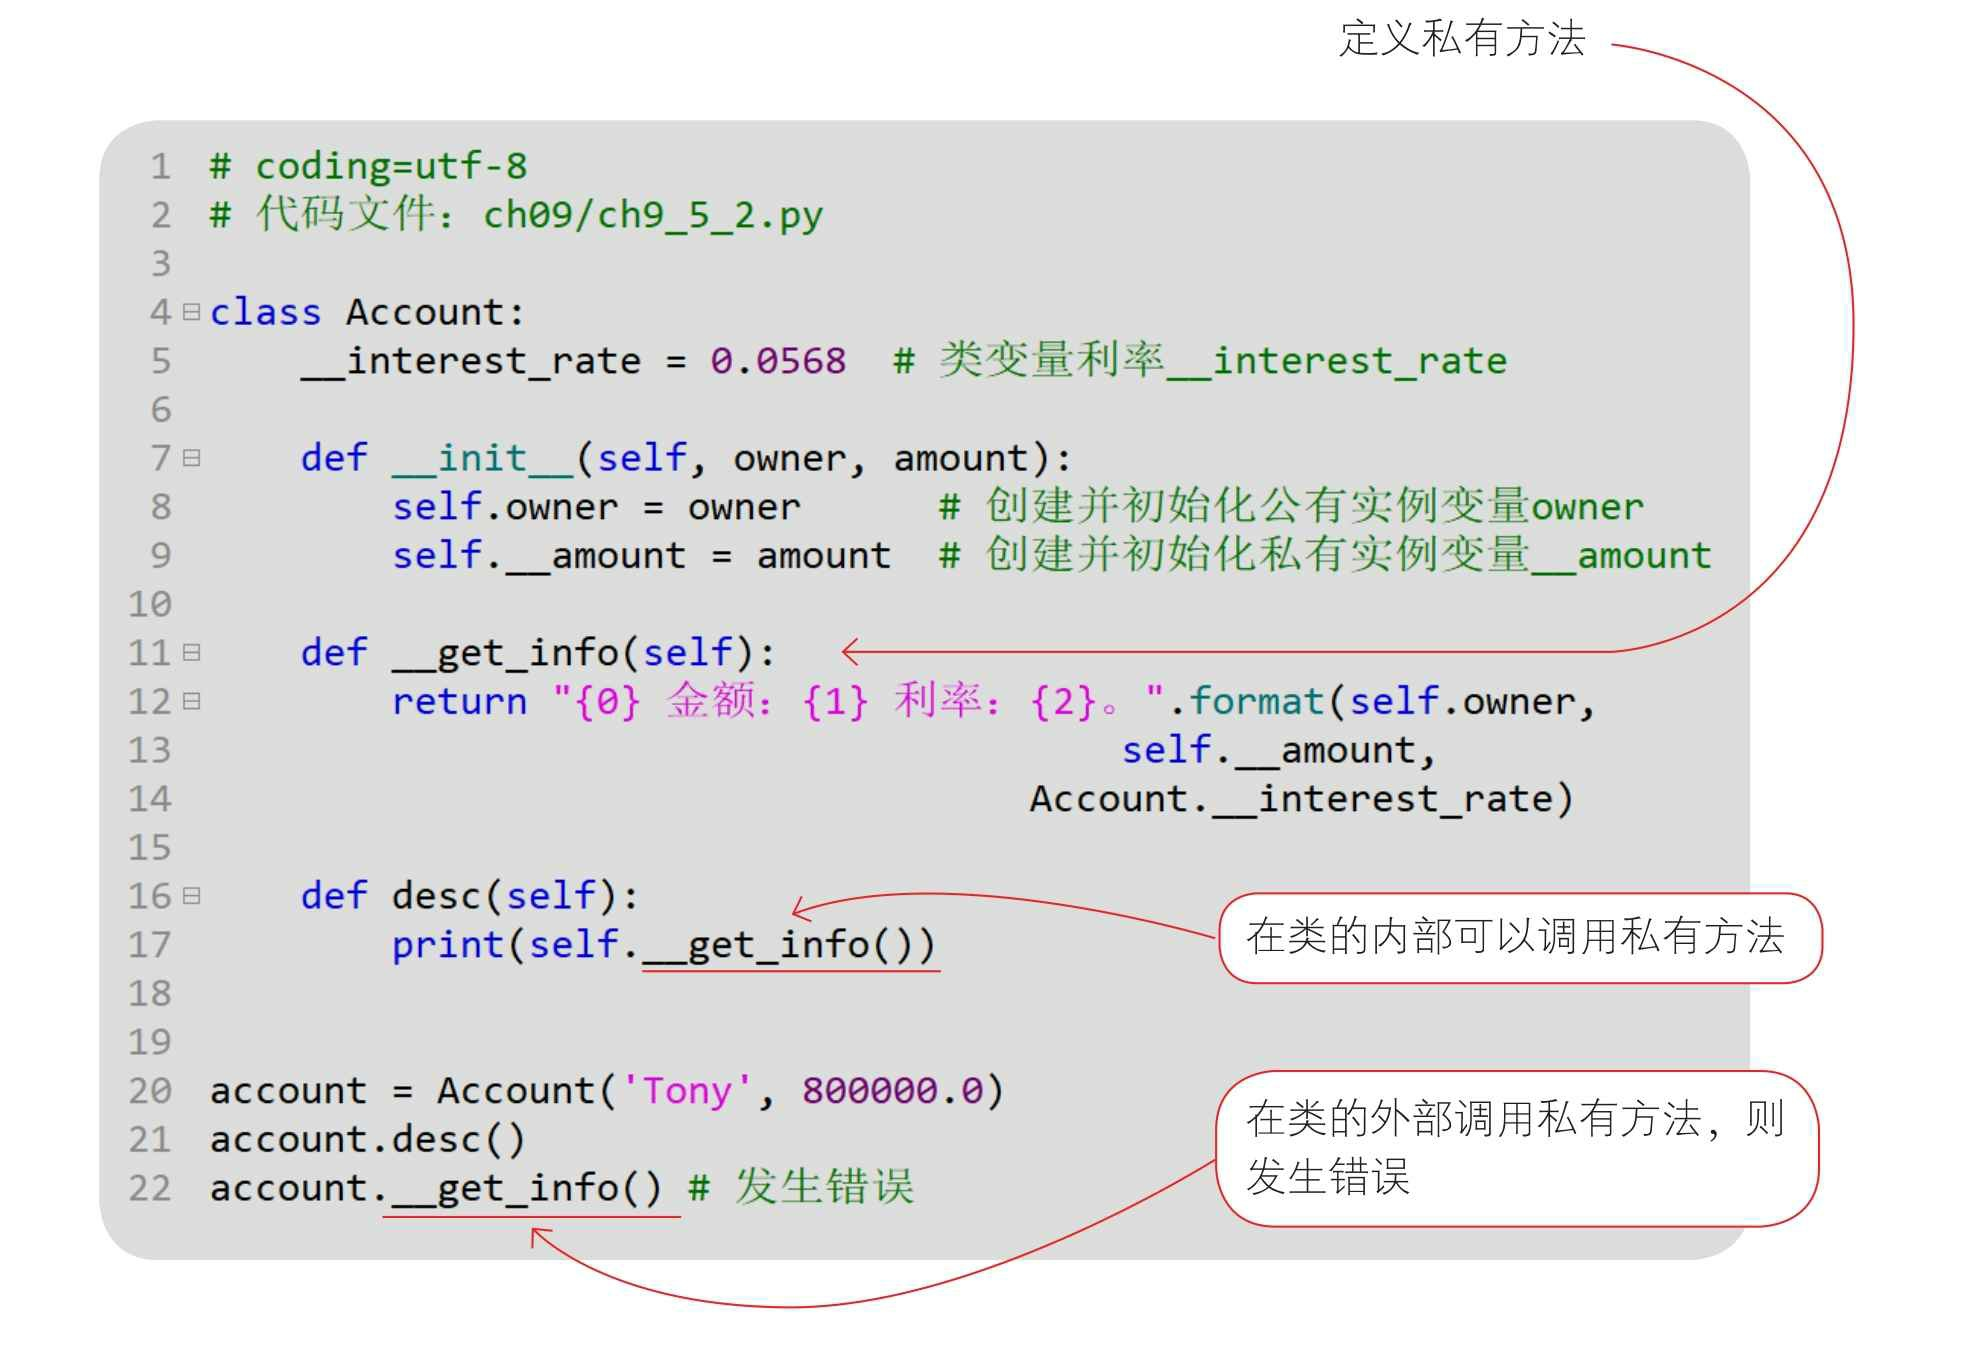 定义私有方法
1 # coding=utf-8
2 # 代码文件：ch09/ch9_5_2.py
3
4 class Account:
5     __interest_rate = 0.0568  # 类变量利率__interest_rate
6
7     def __init__(self, owner, amount):
8         self.owner = owner      # 创建并初始化公有实例变量owner
9         self.__amount = amount  # 创建并初始化私有实例变量__amount
10
11     def __get_info(self):
12         return "{0} 金额：{1} 利率：{2}。".format(self.owner,
13                                         self.__amount,
14                                     Account.__interest_rate)
15
16     def desc(self):
17         print(self.__get_info())
在类的内部可以调用私有方法
18
19
20 account = Account('Tony', 800000.0)
21 account.desc()
22 account.__get_info() # 发生错误
在类的外部调用私有方法，则
发生错误